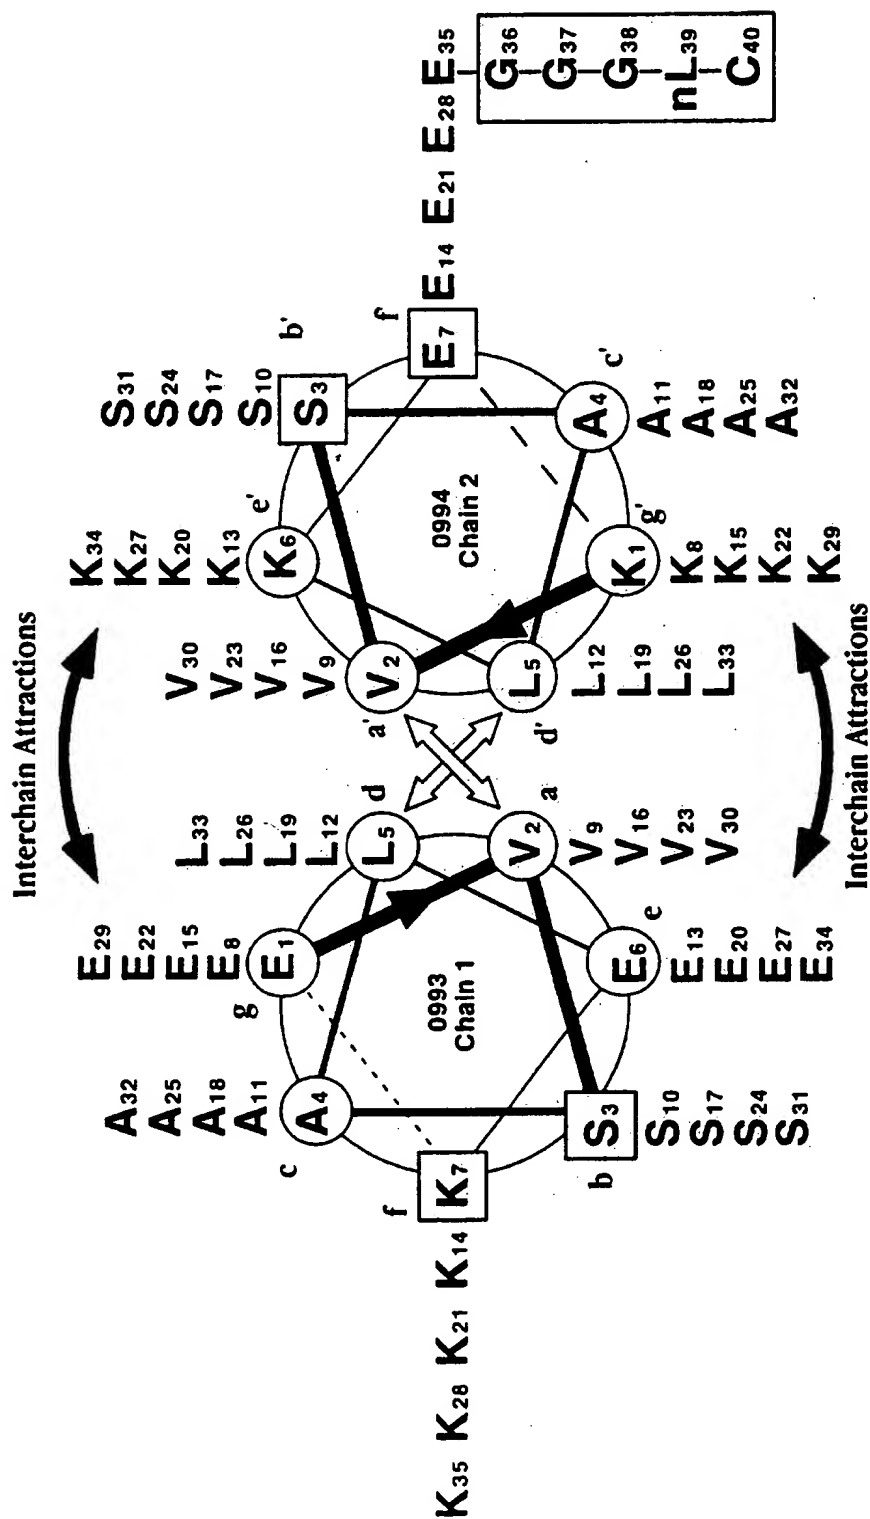 Interchain Attractions
E29
E22
E15
E8
E1
g
L33
L26
L19
L12
L5
d
A32
A25
A18
A11
A4
c
0993
Chain 1
K35 K28 K21 K14 K7
f
S3
b
S10
S17
S24
S31
E6
e
E13
E20
E27
E34
V2
a
V9
V16
V23
V30
K34
K27
K20
K13
K6
e'
V30
V23
V16
V9
V2
a'
S31
S24
S17
S10
S3
b'
0994
Chain 2
f
E7 E14 E21 E28 E35
G36
G37
G38
nL39
C40
L5
d'
L12
L19
L26
L33
K1
g'
K8
K15
K22
K29
A4
c'
A11
A18
A25
A32
Interchain Attractions